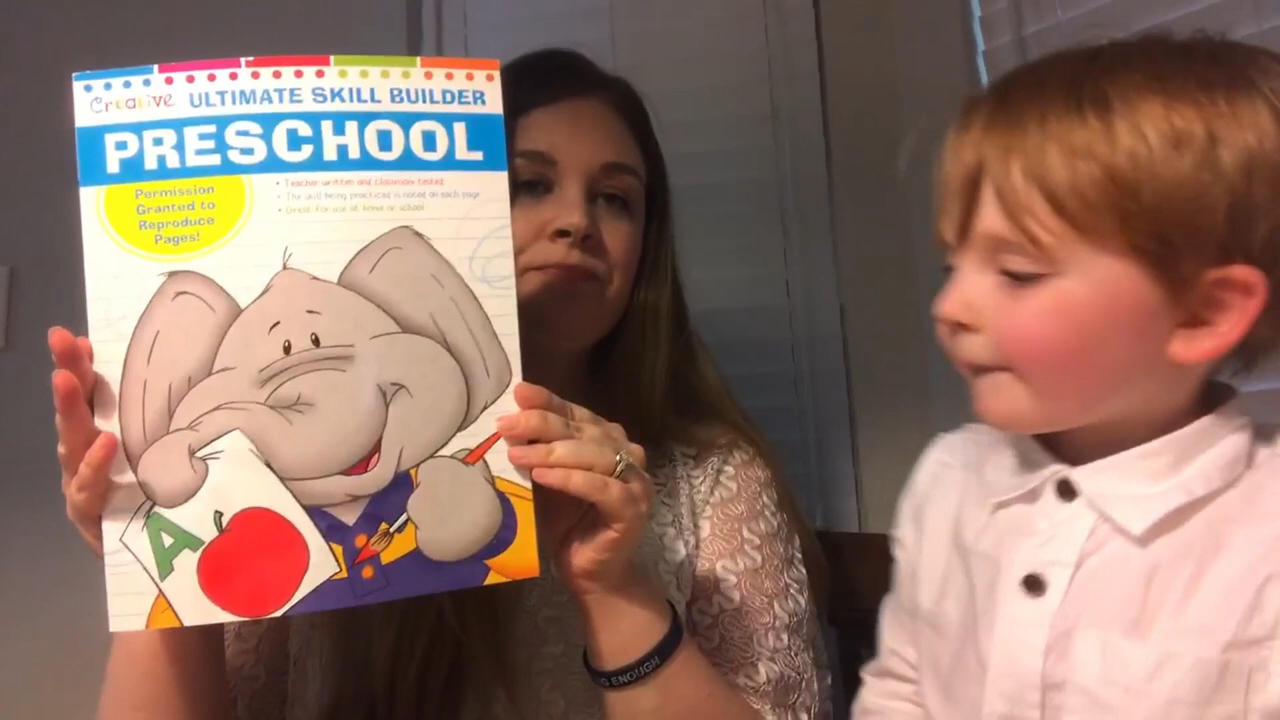 Creative ULTIMATE SKILL BUILDER
PRESCHOOL
Permission
Granted to
Reproduce
Pages!
• Teacher written and classroom tested
• The skill being practiced is noted on each page
• Great for use at home or school
A
G ENOUGH